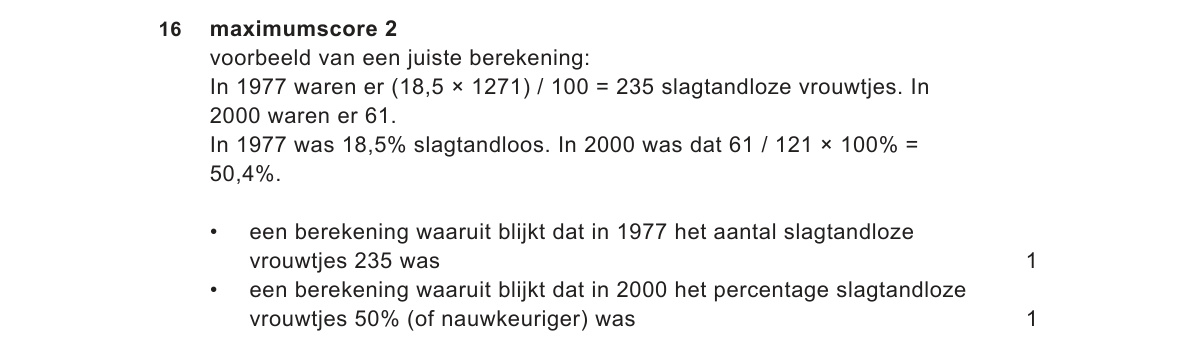 16 maximumscore 2
voorbeeld van een juiste berekening:
In 1977 waren er (18,5 × 1271) / 100 = 235 slagtandloze vrouwtjes. In
2000 waren er 61.
In 1977 was 18,5% slagtandloos. In 2000 was dat 61 / 121 × 100% =
50,4%.
• een berekening waaruit blijkt dat in 1977 het aantal slagtandloze
vrouwtjes 235 was 1
• een berekening waaruit blijkt dat in 2000 het percentage slagtandloze
vrouwtjes 50% (of nauwkeuriger) was 1